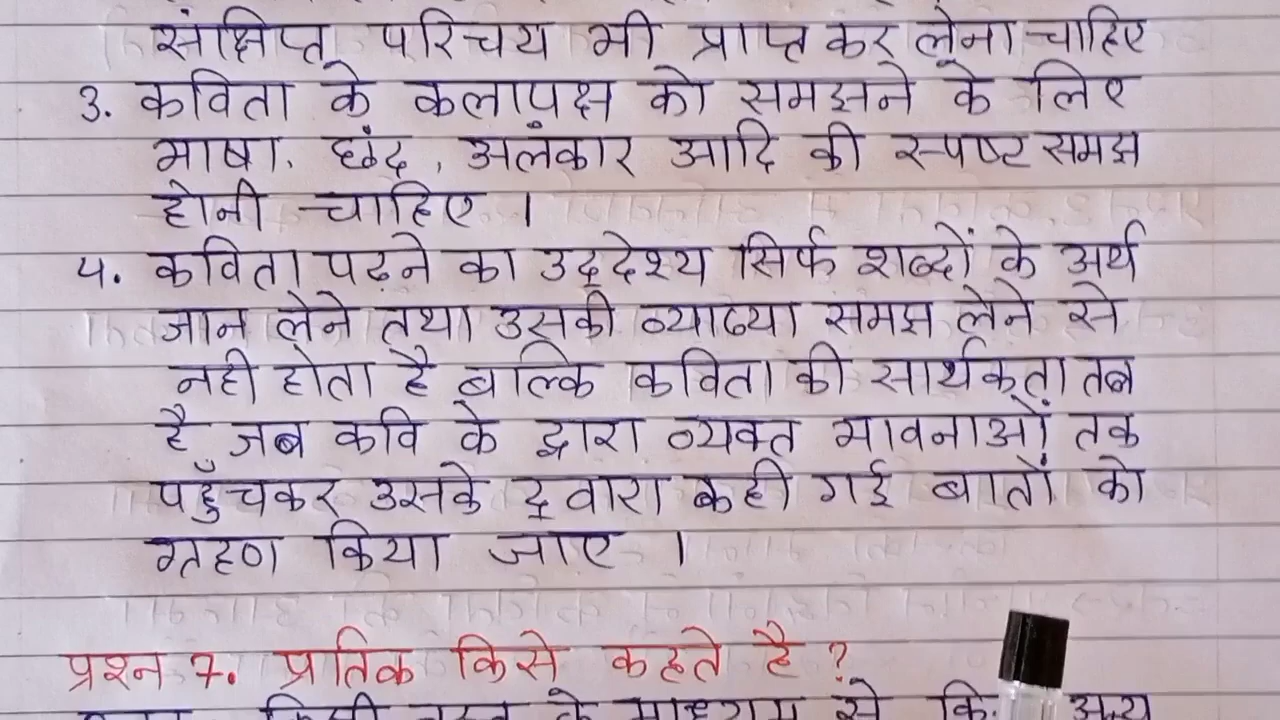 संक्षिप्त परिचय भी प्राप्त कर लेना चाहिए
3. कविता के कलापक्ष को समझने के लिए
भाषा, छंद, अलंकार आदि की स्पष्ट समझ
होनी चाहिए ।
4. कविता पढ़ने का उद्देश्य सिर्फ शब्दों के अर्थ
जान लेने तथा उसकी व्याख्या समझ लेने से
नही होता है बल्कि कविता की सार्थकता तब
है जब कवि के द्वारा व्यक्त भावनाओं तक
पहुँचकर उसके द्वारा कही गई बातों को
ग्रहण किया जाए ।
प्रश्न 7. प्रतिक किसे कहते है ?
किसी के माध्यम से अन्य